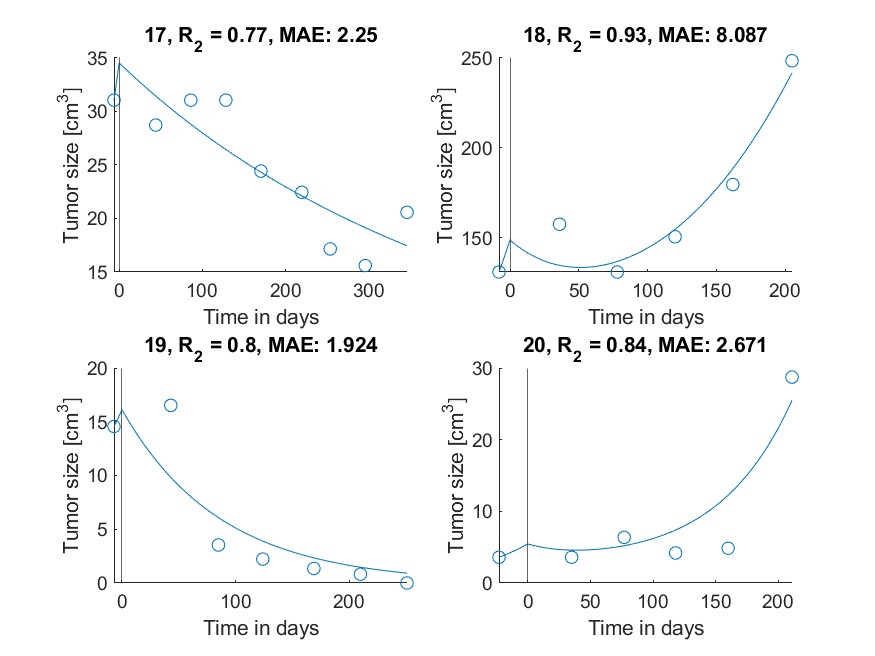 17, R₂ = 0.77, MAE: 2.25
35
30
25
20
15
Tumor size [cm³]
0 100 200 300
Time in days
18, R₂ = 0.93, MAE: 8.087
250
200
150
Tumor size [cm³]
0 50 100 150 200
Time in days
19, R₂ = 0.8, MAE: 1.924
20
15
10
5
0
Tumor size [cm³]
0 100 200
Time in days
20, R₂ = 0.84, MAE: 2.671
30
20
10
0
Tumor size [cm³]
0 50 100 150 200
Time in days